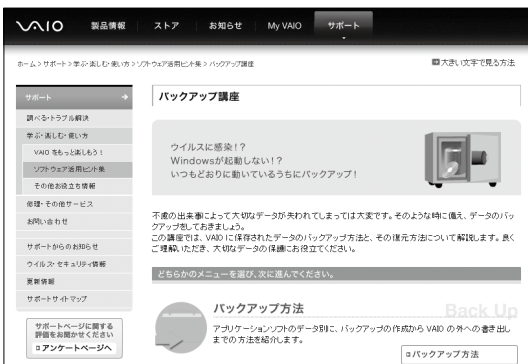 VAIO 製品情報 ストア お知らせ My VAIO サポート
ホーム > サポート > 学ぶ・楽しむ・使い方 > ソフトウェア活用ヒント集 > バックアップ講座
大きい文字で見る方法
サポート
調べる・トラブル解決
学ぶ・楽しむ・使い方
VAIO をもっと楽しもう!
ソフトウェア活用ヒント集
その他お役立ち情報
修理・その他サービス
お問い合わせ
サポートからのお知らせ
ウイルス・セキュリティ情報
更新情報
サポートサイトマップ
サポートページに関する
評価をお聞かせください
アンケートページへ
バックアップ講座
ウイルスに感染!?
Windowsが起動しない!?
いつもどおりに動いているうちにバックアップ!
不慮の出来事によって大切なデータが失われてしまっては大変です。そのような時に備え、データのバッ
クアップをしておきましょう。
この講座では、VAIO に保存されたデータのバックアップ方法と、その復元方法について解説します。良く
ご理解いただき、大切なデータの保護にお役立てください。
どちらかのメニューを選び、次に進んでください。
バックアップ方法
Back Up
アプリケーションソフトのデータ別に、バックアップの作成から VAIO の外への書き出し
までの方法を紹介します。
バックアップ方法